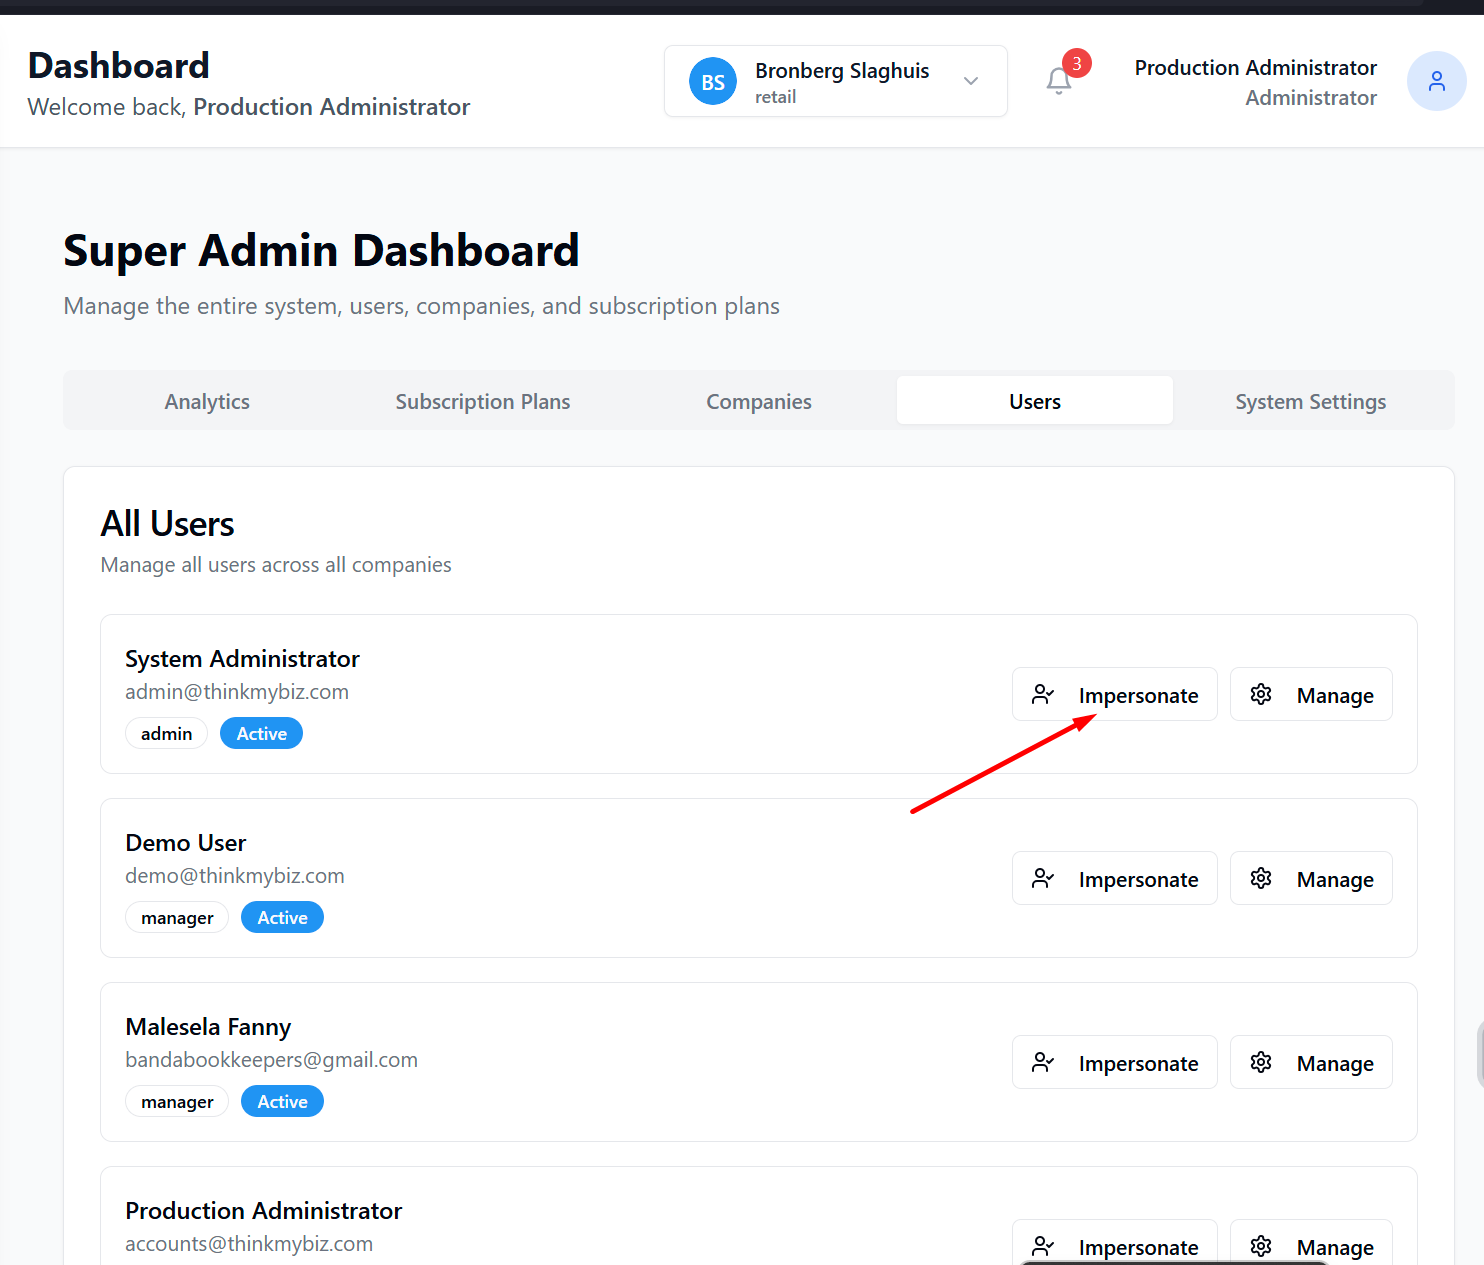 Dashboard
Welcome back, Production Administrator
BS
Bronberg Slaghuis
retail
3
Production Administrator
Administrator
Super Admin Dashboard
Manage the entire system, users, companies, and subscription plans
Analytics
Subscription Plans
Companies
Users
System Settings
All Users
Manage all users across all companies
System Administrator
admin@thinkmybiz.com
admin
Active
Impersonate
Manage
Demo User
demo@thinkmybiz.com
manager
Active
Impersonate
Manage
Malesela Fanny
bandabookkeepers@gmail.com
manager
Active
Impersonate
Manage
Production Administrator
accounts@thinkmybiz.com
Impersonate
Manage